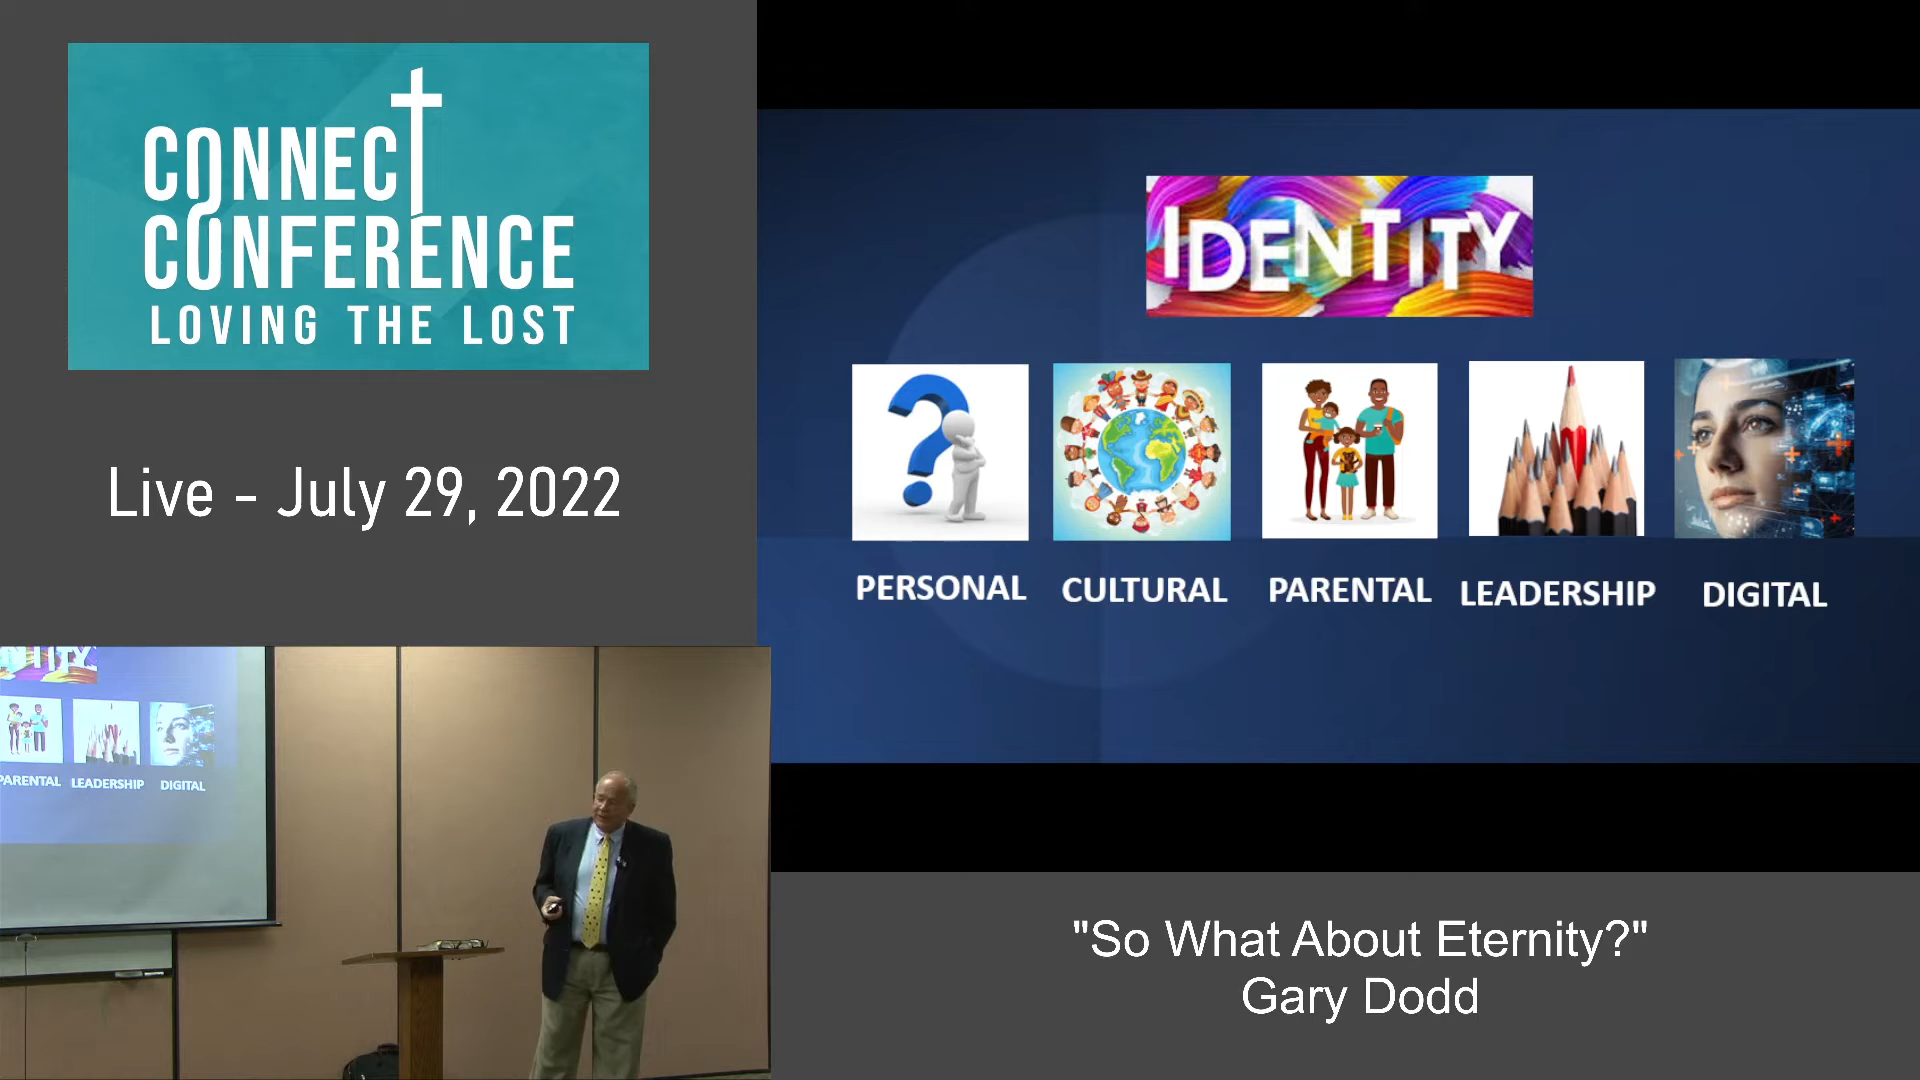 CONNECT
CONFERENCE
LOVING THE LOST
Live - July 29, 2022
IDENTITY
PERSONAL
CULTURAL
PARENTAL
LEADERSHIP
DIGITAL
NTITY
PARENTAL
LEADERSHIP
DIGITAL
"So What About Eternity?"
Gary Dodd